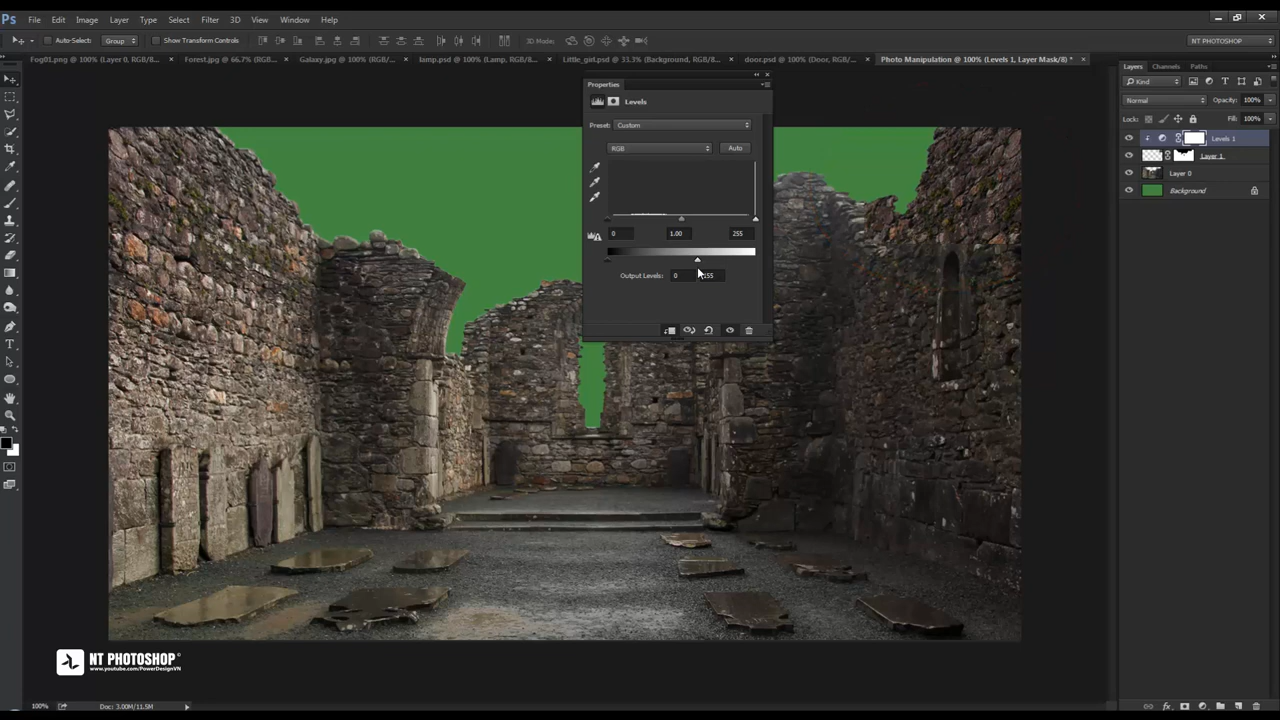 Ps File Edit Image Layer Type Select Filter 3D View Window Help
Auto-Select: Group Show Transform Controls 3D Mode: NT PHOTOSHOP
Fog01.png @ 100% (Layer 0, RGB/8... × Forest.jpg @ 66.7% (RGB/... × Galaxy.jpg @ 100% (RGB/... × lamp.psd @ 100% (Lamp, RGB/8... × Little_girl.psd @ 33.3% (Background, RGB/8... × door.psd @ 100% (Door, RGB/... × Photo Manipulation @ 100% (Levels 1, Layer Mask/8) * ×
Properties
Levels
Preset: Custom
RGB Auto
0 1.00 255
Output Levels: 0
Layers Channels Paths
Kind
Normal Opacity: 100%
Lock: Fill: 100%
Levels 1
Layer 1
Layer 0
Background
NT PHOTOSHOP
www.youtube.com/PowerDesignVN
100% Doc: 3.00M/11.5M